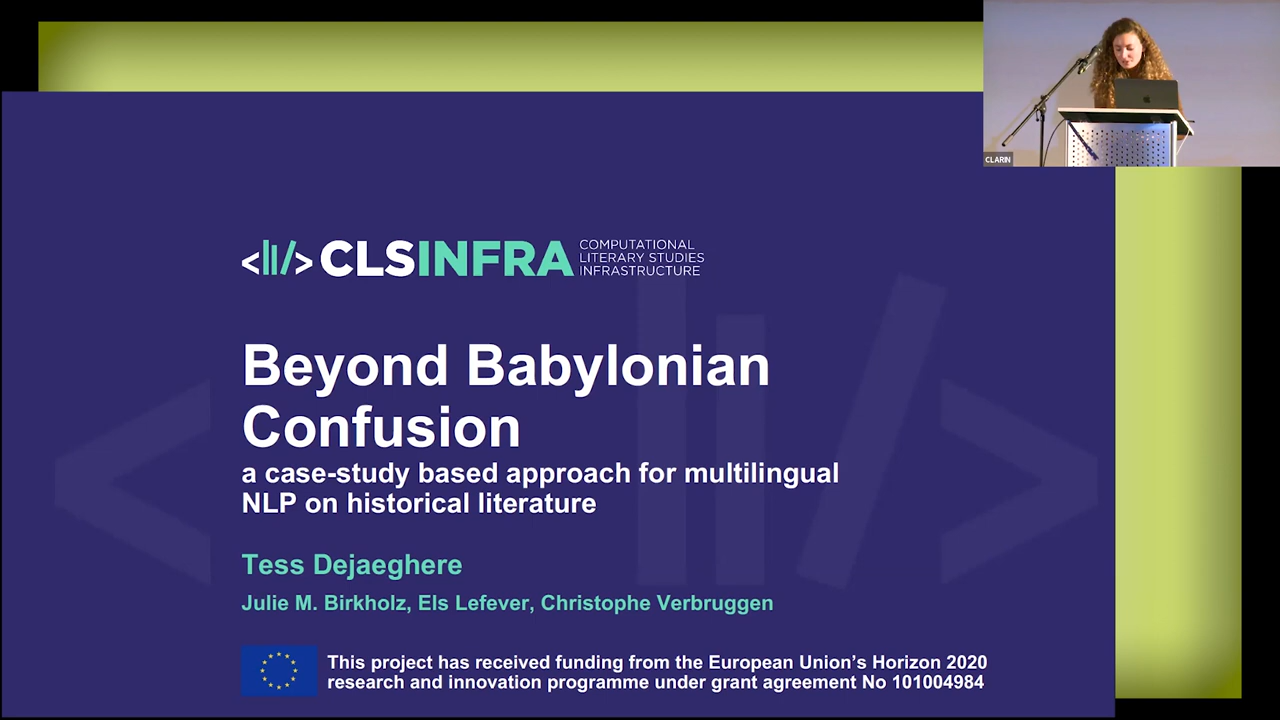 CLARIN
<II/> CLSINFRA
COMPUTATIONAL
LITERARY STUDIES
INFRASTRUCTURE
Beyond Babylonian
Confusion
a case-study based approach for multilingual
NLP on historical literature
Tess Dejaeghere
Julie M. Birkholz, Els Lefever, Christophe Verbruggen
This project has received funding from the European Union’s Horizon 2020
research and innovation programme under grant agreement No 101004984